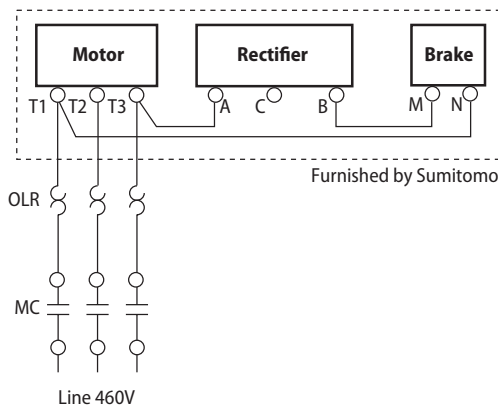 Motor Rectifier Brake
T1 T2 T3 A C B M N
Furnished by Sumitomo
OLR
MC
Line 460V